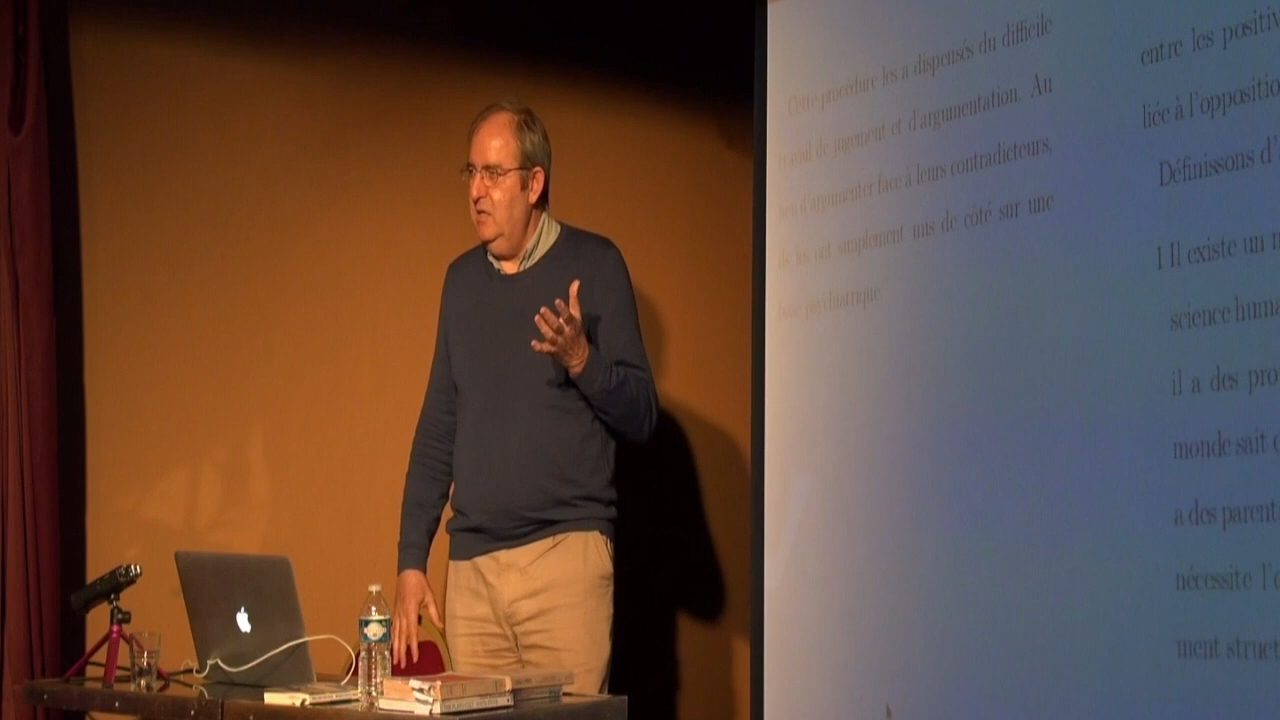 Cette procédure les a dispensés du difficile
travail de jugement et d'argumentation. Au
lieu d'argumenter face à leurs contradicteurs,
ils les ont simplement mis de côté sur une
base psychiatrique
entre les positiv
liée à l'oppositio
Définissons d'
1 Il existe un
science huma
il a des pro
monde sait
a des parent
nécessite l'
ment struct